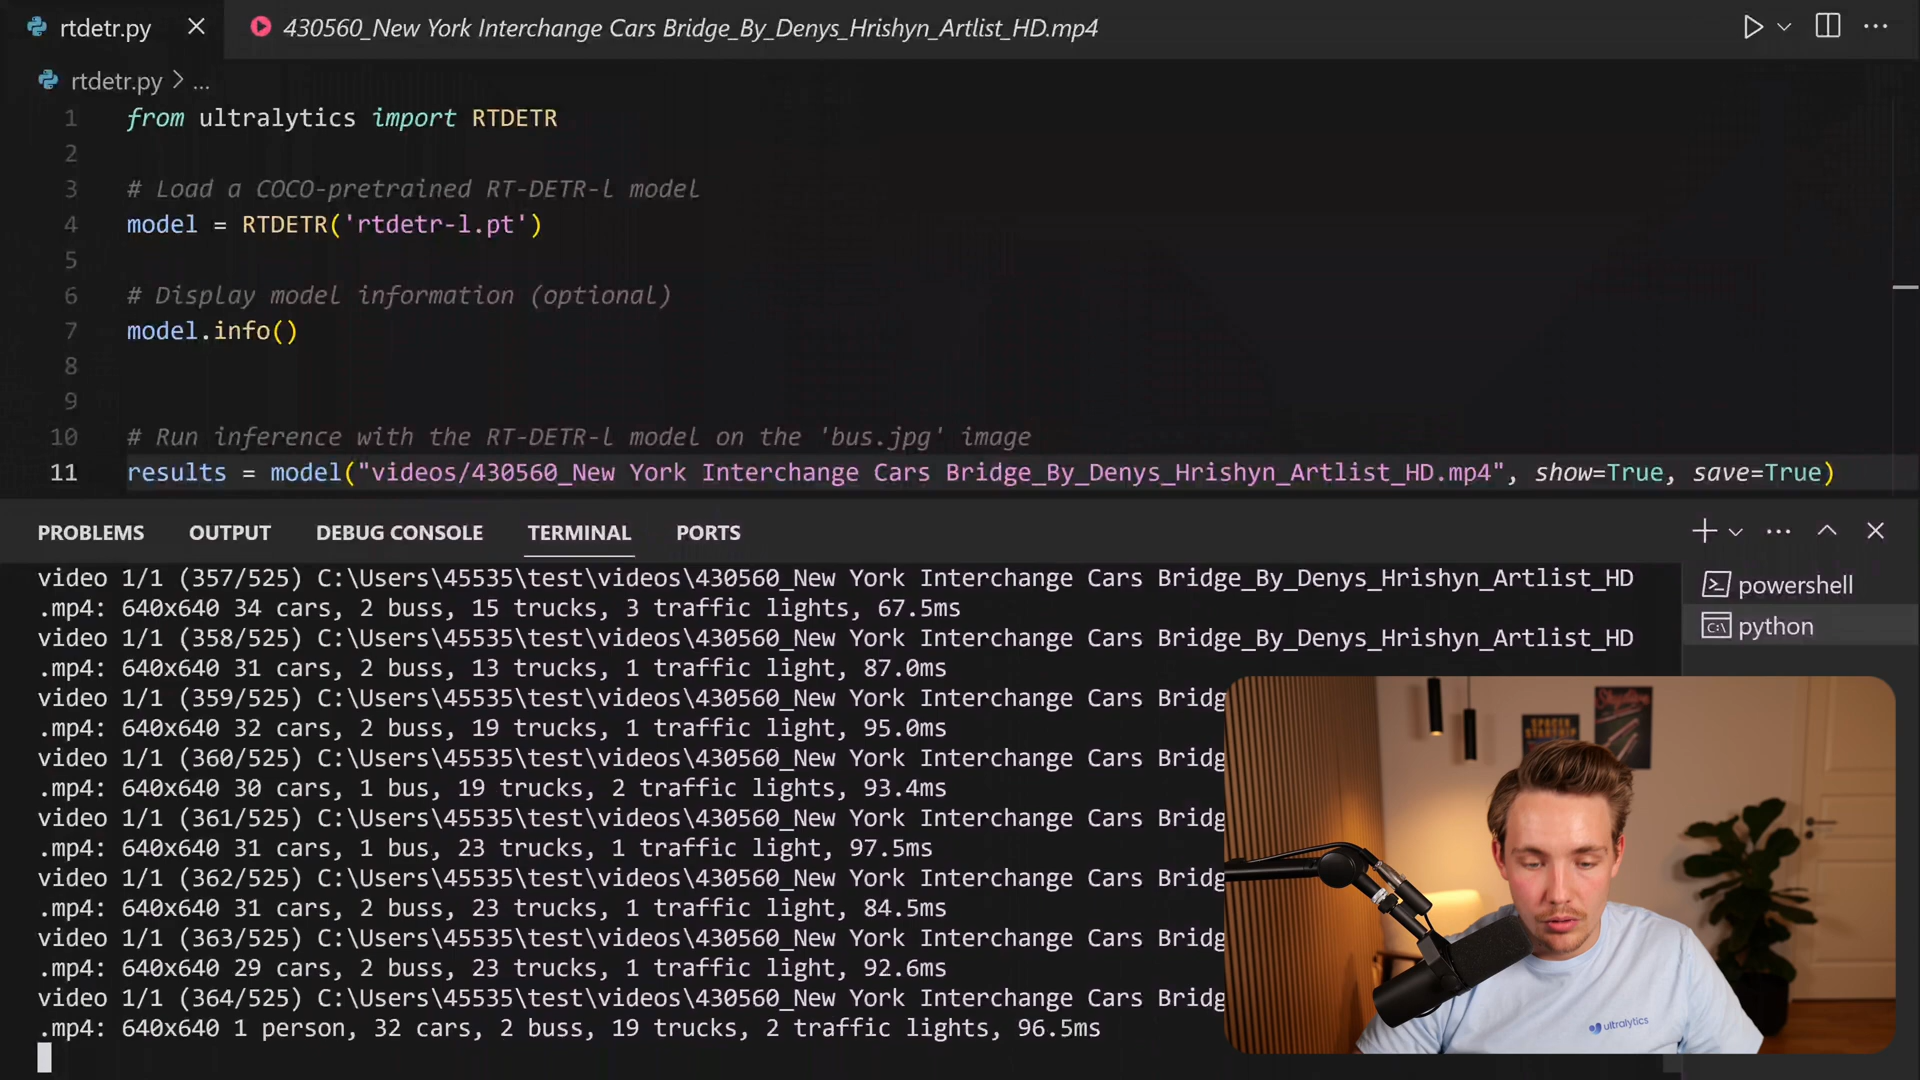 rtdetr.py
430560_New York Interchange Cars Bridge_By_Denys_Hrishyn_Artlist_HD.mp4
rtdetr.py > ...
1 from ultralytics import RTDETR
2
3 # Load a COCO-pretrained RT-DETR-l model
4 model = RTDETR('rtdetr-l.pt')
5
6 # Display model information (optional)
7 model.info()
8
9
10 # Run inference with the RT-DETR-l model on the 'bus.jpg' image
11 results = model("videos/430560_New York Interchange Cars Bridge_By_Denys_Hrishyn_Artlist_HD.mp4", show=True, save=True)
PROBLEMS OUTPUT DEBUG CONSOLE TERMINAL PORTS
video 1/1 (357/525) C:\Users\45535\test\videos\430560_New York Interchange Cars Bridge_By_Denys_Hrishyn_Artlist_HD
.mp4: 640x640 34 cars, 2 buss, 15 trucks, 3 traffic lights, 67.5ms
video 1/1 (358/525) C:\Users\45535\test\videos\430560_New York Interchange Cars Bridge_By_Denys_Hrishyn_Artlist_HD
.mp4: 640x640 31 cars, 2 buss, 13 trucks, 1 traffic light, 87.0ms
video 1/1 (359/525) C:\Users\45535\test\videos\430560_New York Interchange Cars Bridg
.mp4: 640x640 32 cars, 2 buss, 19 trucks, 1 traffic light, 95.0ms
video 1/1 (360/525) C:\Users\45535\test\videos\430560_New York Interchange Cars Bridg
.mp4: 640x640 30 cars, 1 bus, 19 trucks, 2 traffic lights, 93.4ms
video 1/1 (361/525) C:\Users\45535\test\videos\430560_New York Interchange Cars Bridg
.mp4: 640x640 31 cars, 1 bus, 23 trucks, 1 traffic light, 97.5ms
video 1/1 (362/525) C:\Users\45535\test\videos\430560_New York Interchange Cars Bridg
.mp4: 640x640 31 cars, 2 buss, 23 trucks, 1 traffic light, 84.5ms
video 1/1 (363/525) C:\Users\45535\test\videos\430560_New York Interchange Cars Bridg
.mp4: 640x640 29 cars, 2 buss, 23 trucks, 1 traffic light, 92.6ms
video 1/1 (364/525) C:\Users\45535\test\videos\430560_New York Interchange Cars Bridg
.mp4: 640x640 1 person, 32 cars, 2 buss, 19 trucks, 2 traffic lights, 96.5ms
powershell
python
ultralytics